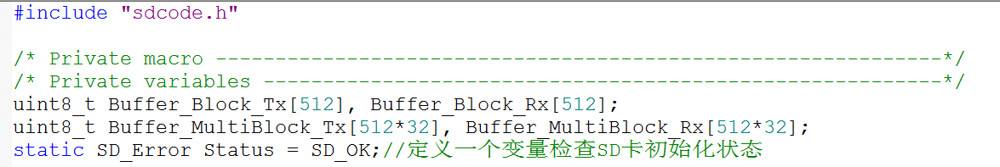 #include "sdcode.h"
/* Private macro -------------------------------------------------------------*/
/* Private variables ---------------------------------------------------------*/
uint8_t Buffer_Block_Tx[512], Buffer_Block_Rx[512];
uint8_t Buffer_MultiBlock_Tx[512*32], Buffer_MultiBlock_Rx[512*32];
static SD_Error Status = SD_OK;//定义一个变量检查SD卡初始化状态